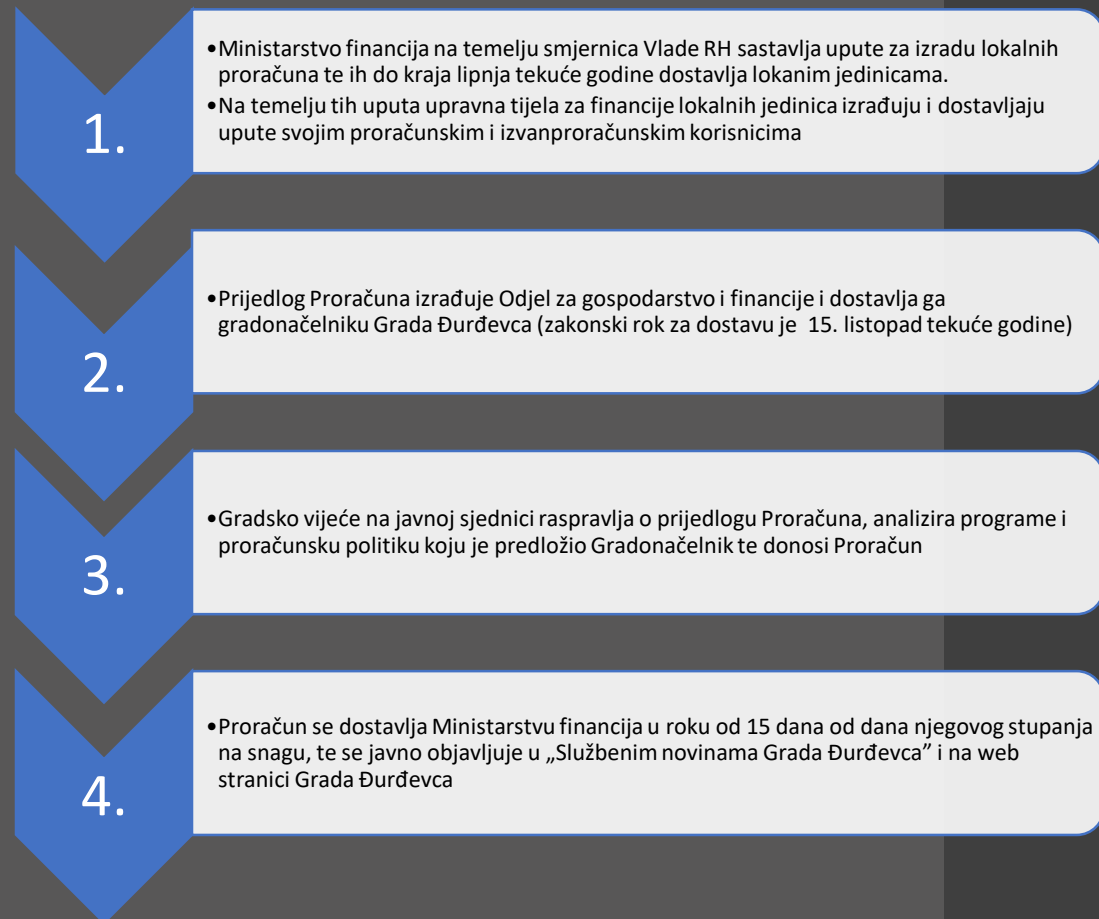 1.
•Ministarstvo financija na temelju smjernica Vlade RH sastavlja upute za izradu lokalnih
proračuna te ih do kraja lipnja tekuće godine dostavlja lokanim jedinicama.
•Na temelju tih uputa upravna tijela za financije lokalnih jedinica izrađuju i dostavljaju
upute svojim proračunskim i izvanproračunskim korisnicima
2.
•Prijedlog Proračuna izrađuje Odjel za gospodarstvo i financije i dostavlja ga
gradonačelniku Grada Đurđevca (zakonski rok za dostavu je 15. listopad tekuće godine)
3.
•Gradsko vijeće na javnoj sjednici raspravlja o prijedlogu Proračuna, analizira programe i
proračunsku politiku koju je predložio Gradonačelnik te donosi Proračun
4.
•Proračun se dostavlja Ministarstvu financija u roku od 15 dana od dana njegovog stupanja
na snagu, te se javno objavljuje u „Službenim novinama Grada Đurđevca” i na web
stranici Grada Đurđevca